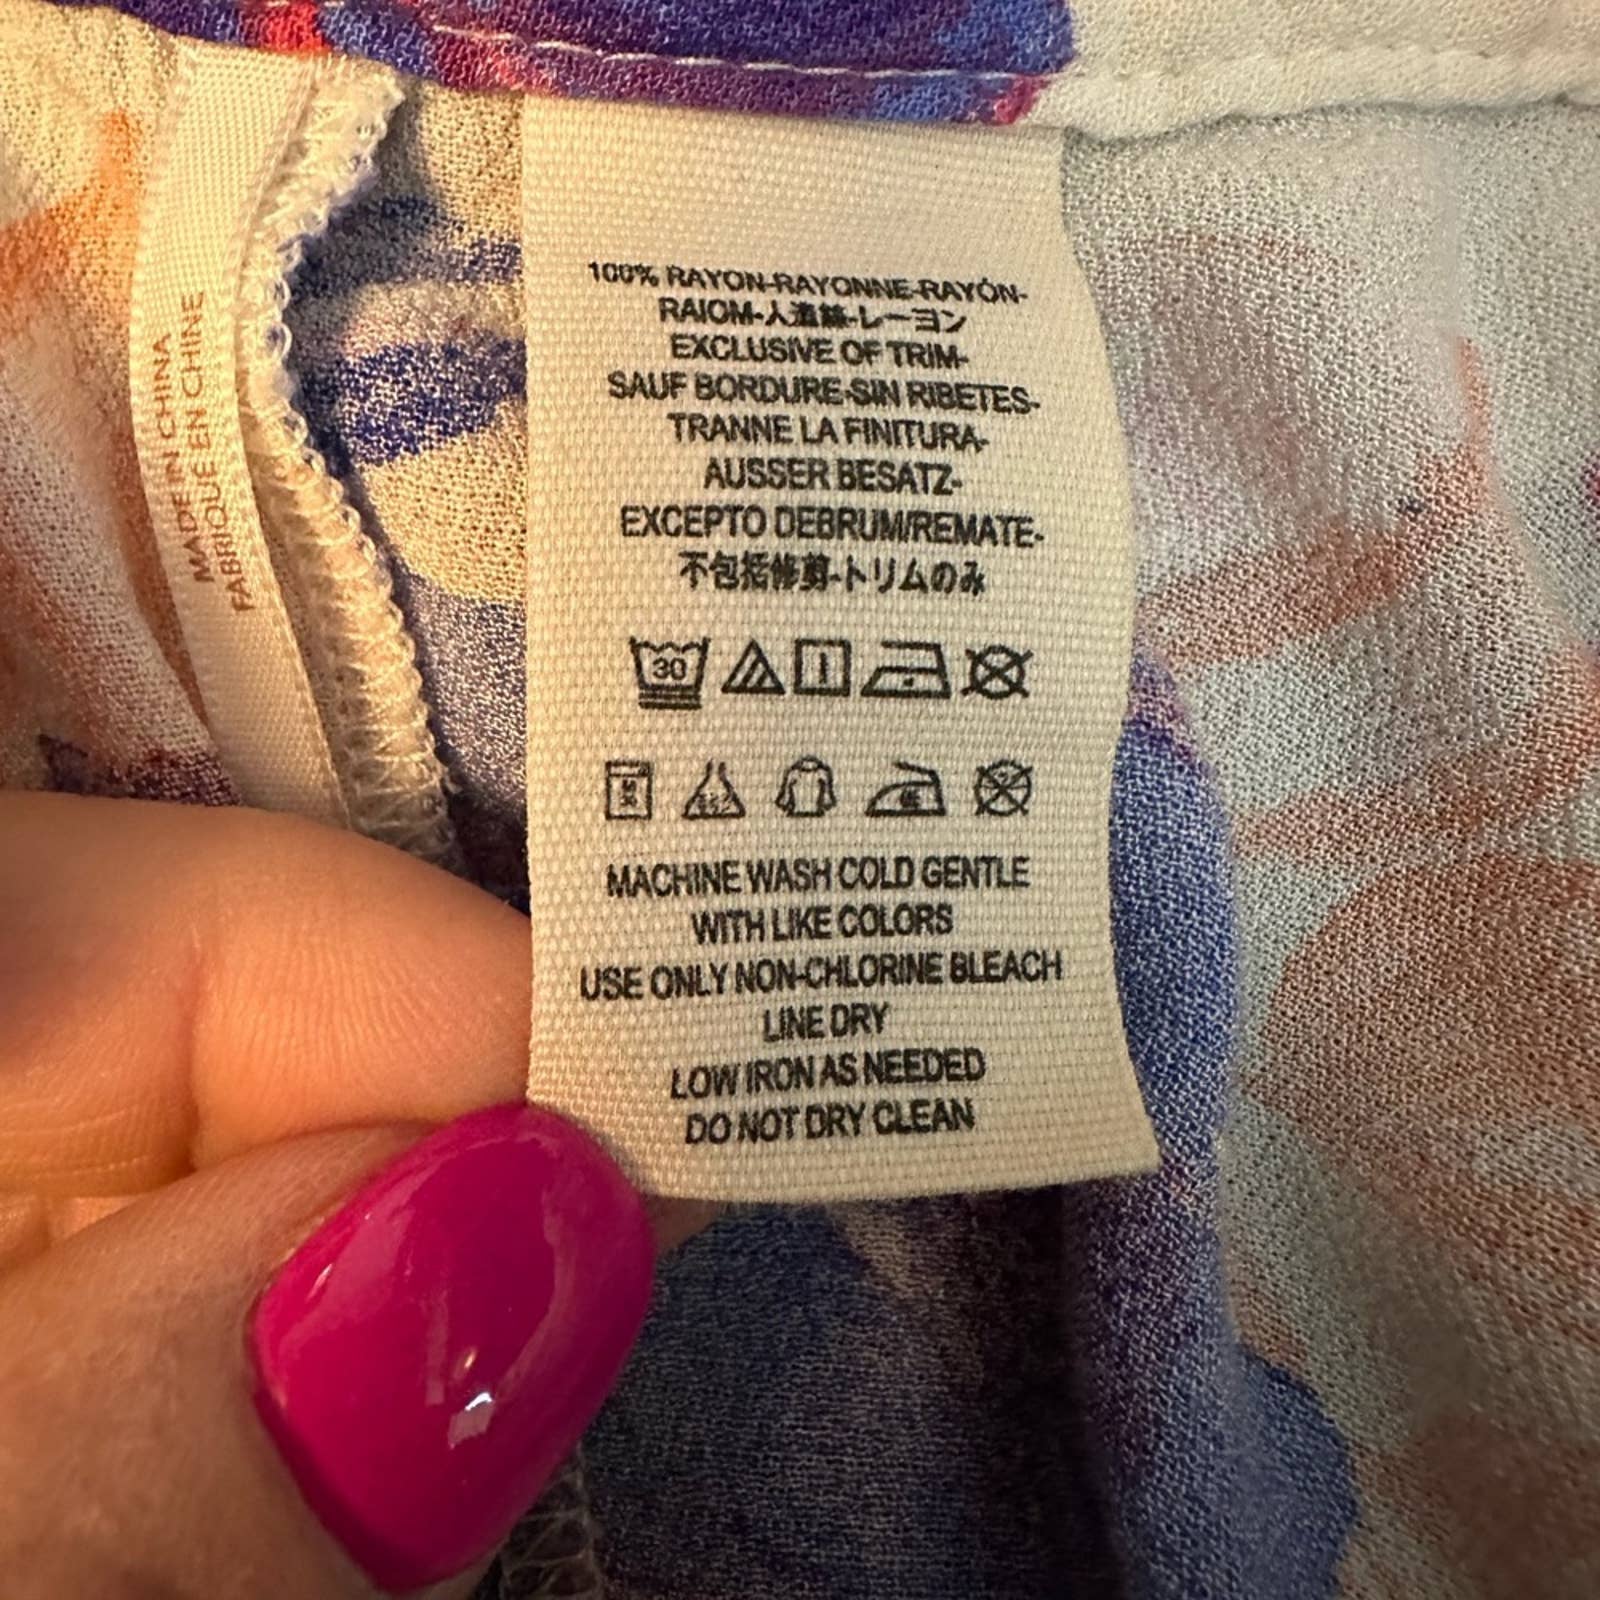 MADE IN CHINA
FABRIQUÉ EN CHINE
100% RAYON-RAYONNE-RAYÓN-
RAIOM-人造絲-レーヨン
EXCLUSIVE OF TRIM-
SAUF BORDURE-SIN RIBETES-
TRANNE LA FINITURA-
AUSSER BESATZ-
EXCEPTO DEBRUM/REMATE-
不包括修剪-トリムのみ
30
MACHINE WASH COLD GENTLE
WITH LIKE COLORS
USE ONLY NON-CHLORINE BLEACH
LINE DRY
LOW IRON AS NEEDED
DO NOT DRY CLEAN